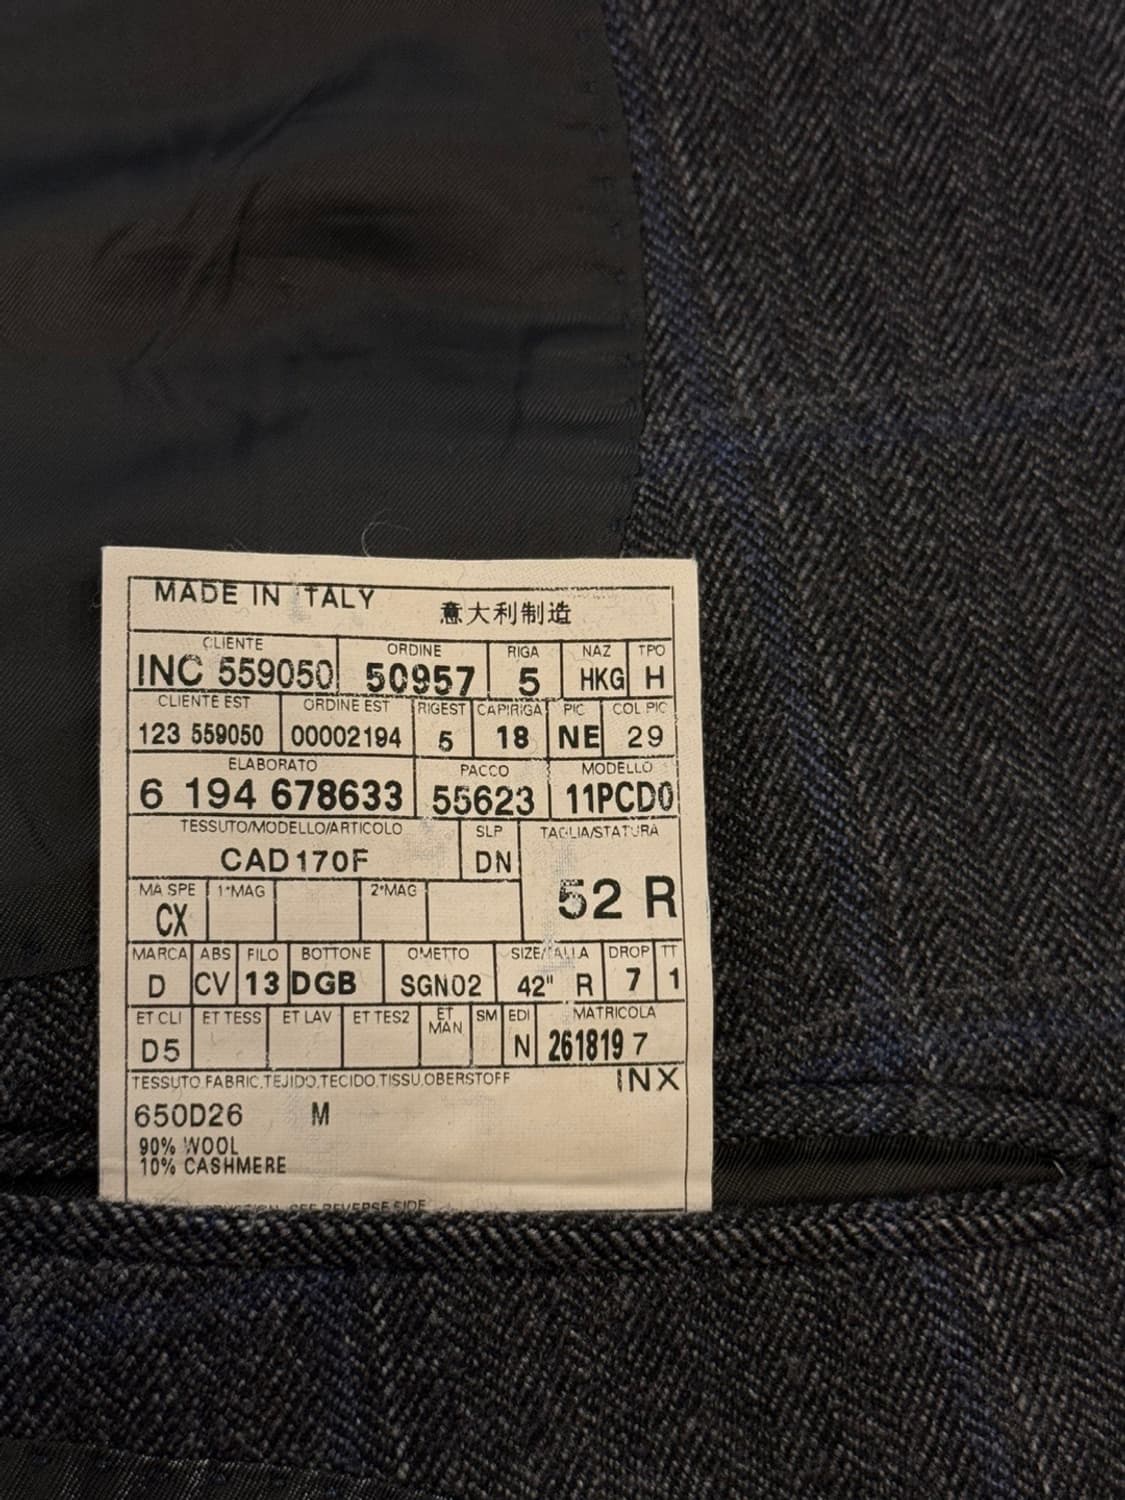 MADE IN ITALY 意大利制造
CLIENTE ORDINE RIGA NAZ TPO
INC 559050 50957 5 HKG H
CLIENTE EST ORDINE EST RIGEST CAPIRIGA PIC COL PIC
123 559050 00002194 5 18 NE 29
ELABORATO PACCO MODELLO
6 194 678633 55623 11PCD0
TESSUTO/MODELLO/ARTICOLO SLP TAGLIA/STATURA
CAD170F DN 52 R
MA SPE 1*MAG 2*MAG
CX
MARCA ABS FILO BOTTONE OMETTO SIZE/TALLA DROP TT
D CV 13 DGB SGN02 42" R 7 1
ET CLI ET TESS ET LAV ET TES2 ET MAN SM EDI MATRICOLA
D5 N 261819 7
TESSUTO.FABRIC.TEJIDO.TECIDO.TISSU.OBERSTOFF INX
650D26 M
90% WOOL
10% CASHMERE
SEE REVERSE SIDE